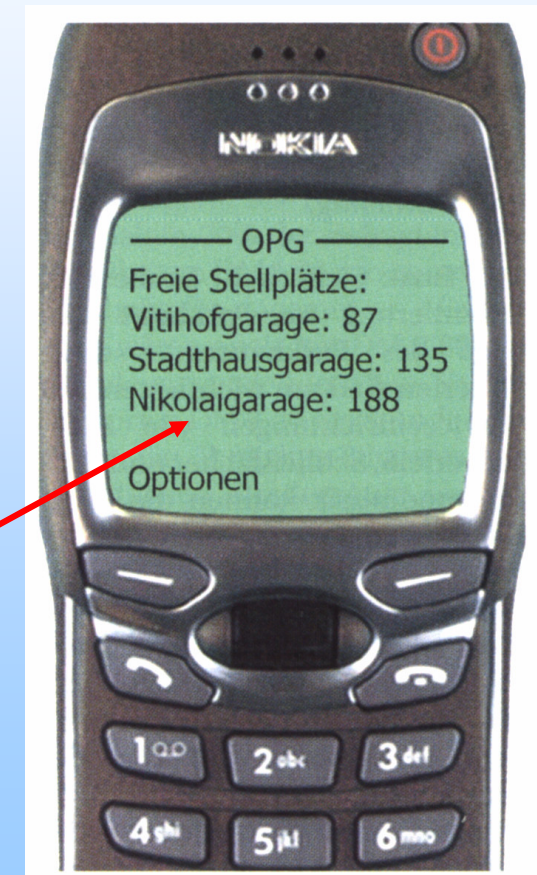 NOKIA
OPG
Freie Stellplätze:
Vitihofgarage: 87
Stadthausgarage: 135
Nikolaigarage: 188
Optionen
1
2 abc
3 def
4 ghi
5 jkl
6 mno